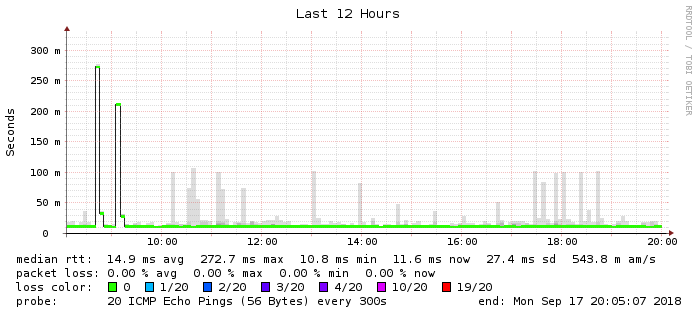 Last 12 Hours
RRDTOOL / TOBI OETIKER
Seconds
300 m
250 m
200 m
150 m
100 m
50 m
0
10:00 12:00 14:00 16:00 18:00 20:00
median rtt: 14.9 ms avg 272.7 ms max 10.8 ms min 11.6 ms now 27.4 ms sd 543.8 m am/s
packet loss: 0.00 % avg 0.00 % max 0.00 % min 0.00 % now
loss color: 0 1/20 2/20 3/20 4/20 10/20 19/20
probe: 20 ICMP Echo Pings (56 Bytes) every 300s end: Mon Sep 17 20:05:07 2018